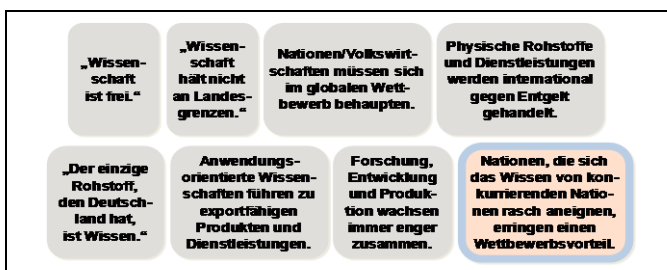 „Wissen-
schaft
ist frei.“
„Wissen-
schaft
hält nicht
an Landes-
grenzen.“
Nationen/Volkswirt-
schaften müssen sich
im globalen Wett-
bewerb behaupten.
Physische Rohstoffe
und Dienstleistungen
werden international
gegen Entgelt
gehandelt.
„Der einzige
Rohstoff,
den Deutsch-
land hat,
ist Wissen.“
Anwendungs-
orientierte Wissen-
schaften führen zu
exportfähigen
Produkten und
Dienstleistungen.
Forschung,
Entwicklung
und Produk-
tion wachsen
immer enger
zusammen.
Nationen, die sich
das Wissen von kon-
kurrierenden Natio-
nen rasch aneignen,
erringen einen
Wettbewerbsvorteil.